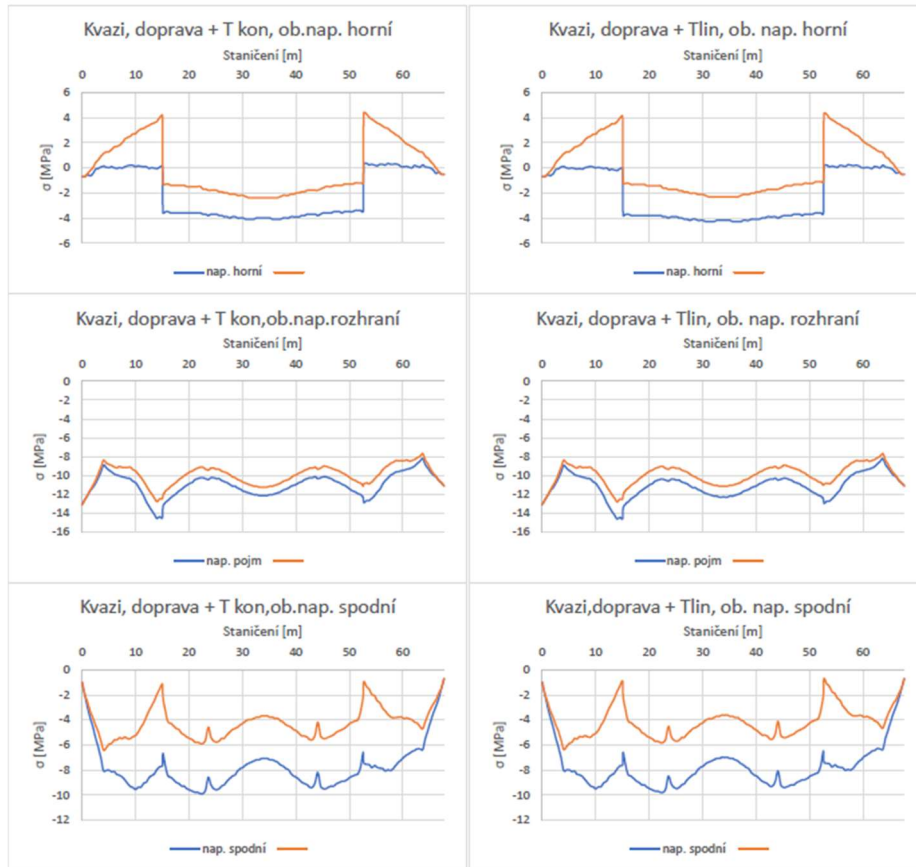 Kvazi, doprava + T kon, ob.nap. horní
Staničení [m]
0 10 20 30 40 50 60
6
4
2
0
-2
-4
-6
σ [MPa]
nap. horní
Kvazi, doprava + Tlin, ob. nap. horní
Staničení [m]
0 10 20 30 40 50 60
6
4
2
0
-2
-4
-6
σ [MPa]
nap. horní
Kvazi, doprava + T kon,ob.nap.rozhraní
Staničení [m]
0 10 20 30 40 50 60
0
-2
-4
-6
-8
-10
-12
-14
-16
σ [MPa]
nap. pojm
Kvazi, doprava + Tlin, ob. nap. rozhraní
Staničení [m]
0 10 20 30 40 50 60
0
-2
-4
-6
-8
-10
-12
-14
-16
σ [MPa]
nap. pojm
Kvazi, doprava + T kon,ob.nap. spodní
Staničení [m]
0 10 20 30 40 50 60
0
-2
-4
-6
-8
-10
-12
σ [MPa]
nap. spodní
Kvazi,doprava + Tlin, ob. nap. spodní
Staničení [m]
0 10 20 30 40 50 60
0
-2
-4
-6
-8
-10
-12
σ [MPa]
nap. spodní